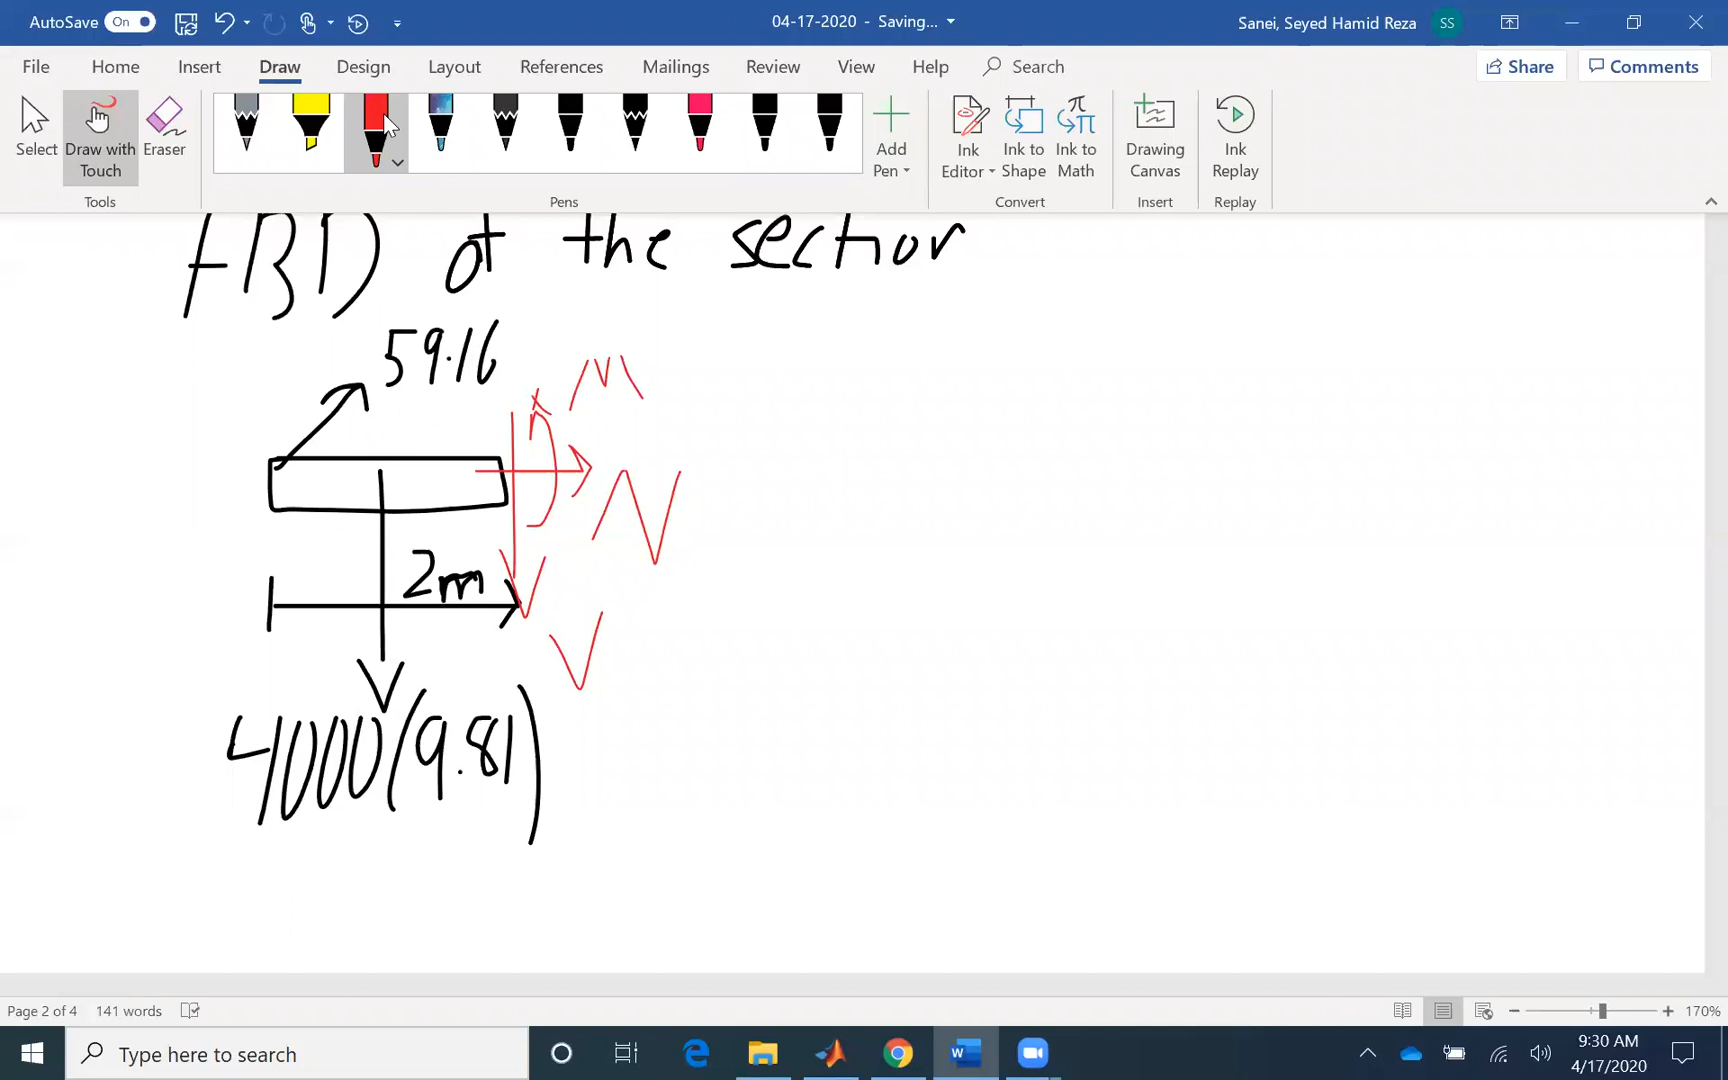 AutoSave On 04-17-2020 - Saving... Sanei, Seyed Hamid Reza SS
File Home Insert Draw Design Layout References Mailings Review View Help Search Share Comments
Select Draw with Touch Eraser Add Pen Ink Editor Ink to Shape Ink to Math Drawing Canvas Ink Replay
Tools Pens Convert Insert Replay
FBD of the section
59.16
M
N
2m
V
4000(9.81)
Page 2 of 4 141 words 170%
Type here to search 9:30 AM
4/17/2020